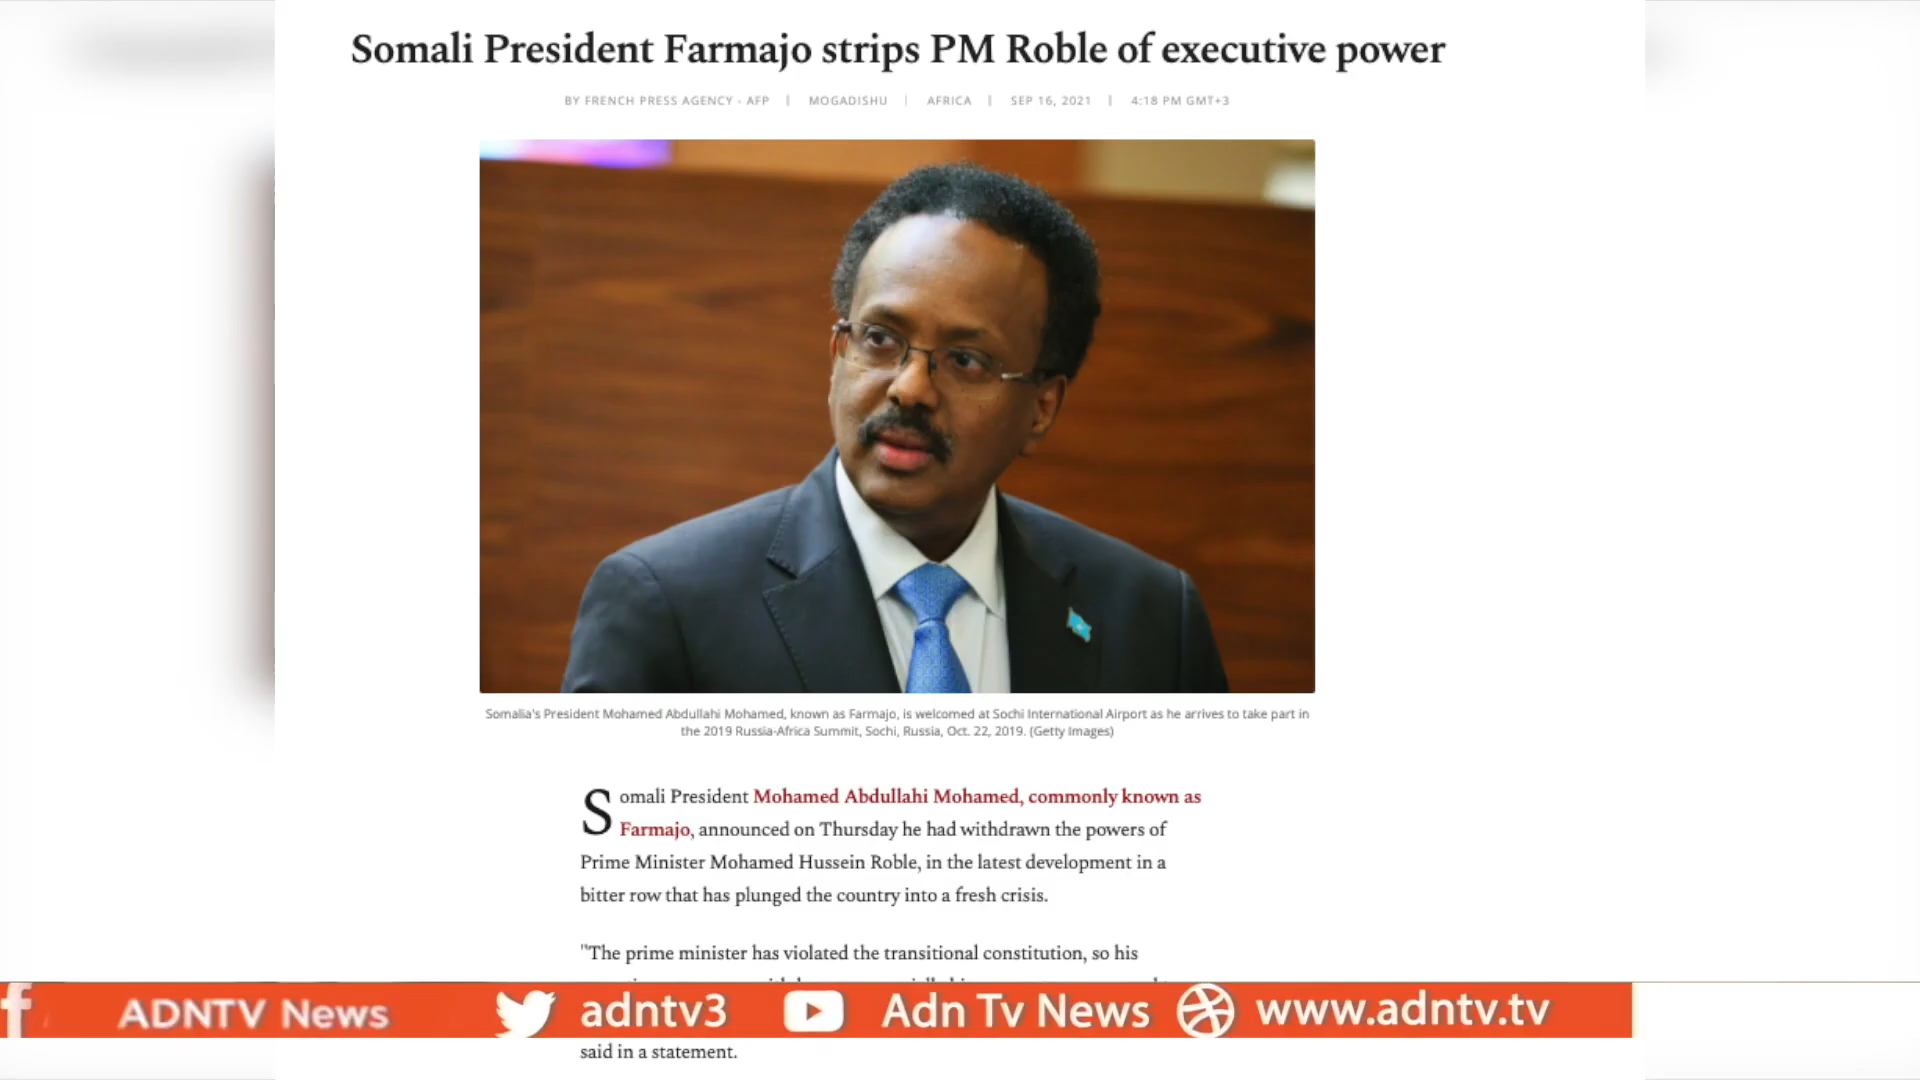 Somali President Farmajo strips PM Roble of executive power
BY FRENCH PRESS AGENCY - AFP | MOGADISHU | AFRICA | SEP 16, 2021 | 4:18 PM GMT+3
Somalia's President Mohamed Abdullahi Mohamed, known as Farmajo, is welcomed at Sochi International Airport as he arrives to take part in
the 2019 Russia-Africa Summit, Sochi, Russia, Oct. 22, 2019. (Getty Images)
Somali President Mohamed Abdullahi Mohamed, commonly known as
Farmajo, announced on Thursday he had withdrawn the powers of
Prime Minister Mohamed Hussein Roble, in the latest development in a
bitter row that has plunged the country into a fresh crisis.
"The prime minister has violated the transitional constitution, so his
ADNTV News adntv3 Adn Tv News www.adntv.tv
said in a statement.